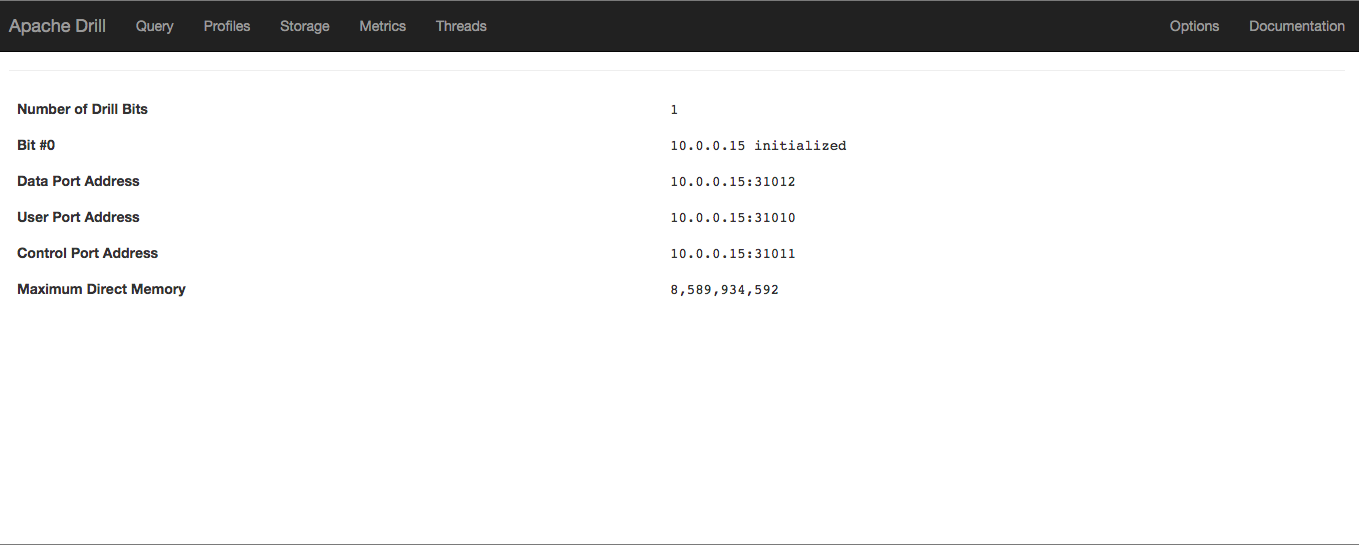 Apache Drill Query Profiles Storage Metrics Threads Options Documentation
Number of Drill Bits 1
Bit #0 10.0.0.15 initialized
Data Port Address 10.0.0.15:31012
User Port Address 10.0.0.15:31010
Control Port Address 10.0.0.15:31011
Maximum Direct Memory 8,589,934,592